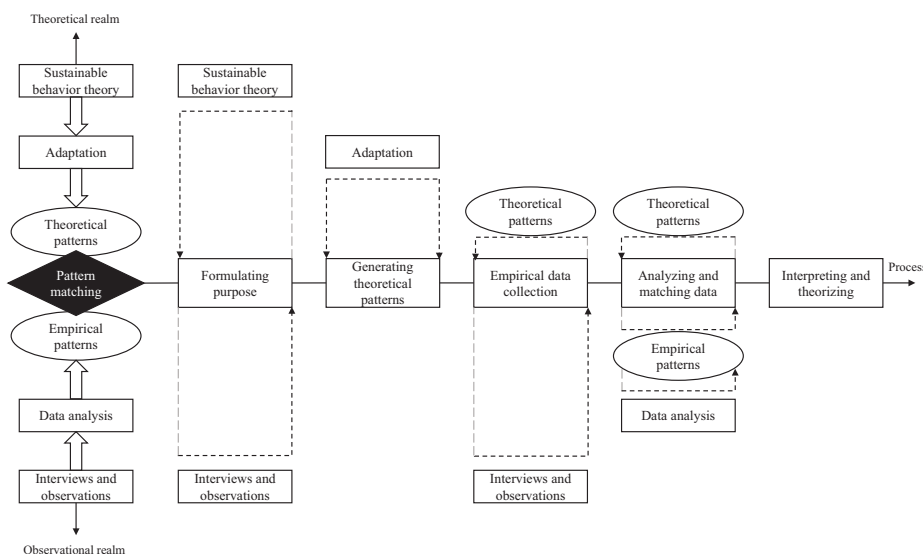 Theoretical realm
Sustainable
behavior theory
Adaptation
Theoretical
patterns
Pattern
matching
Empirical
patterns
Data analysis
Interviews and
observations
Observational realm
Sustainable
behavior theory
Formulating
purpose
Interviews and
observations
Adaptation
Generating
theoretical
patterns
Theoretical
patterns
Empirical data
collection
Interviews and
observations
Theoretical
patterns
Analyzing and
matching data
Empirical
patterns
Data analysis
Interpreting and
theorizing
Process